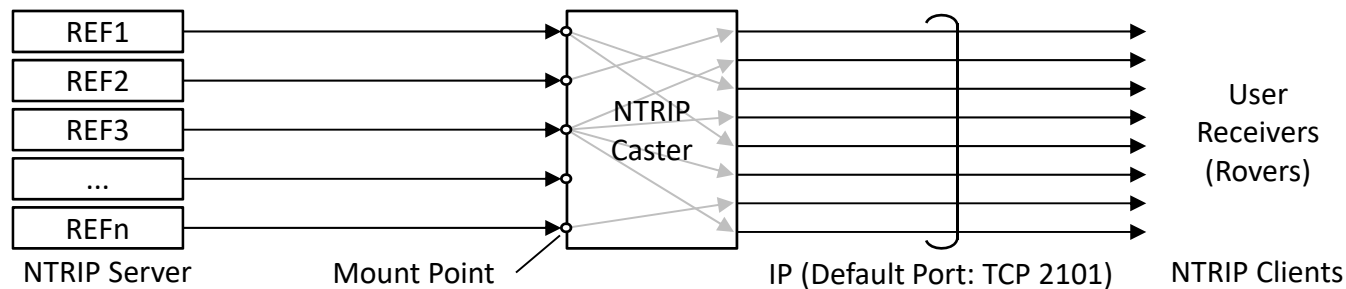 REF1
REF2
REF3
...
REFn
NTRIP Server
Mount Point
NTRIP
Caster
IP (Default Port: TCP 2101)
User
Receivers
(Rovers)
NTRIP Clients